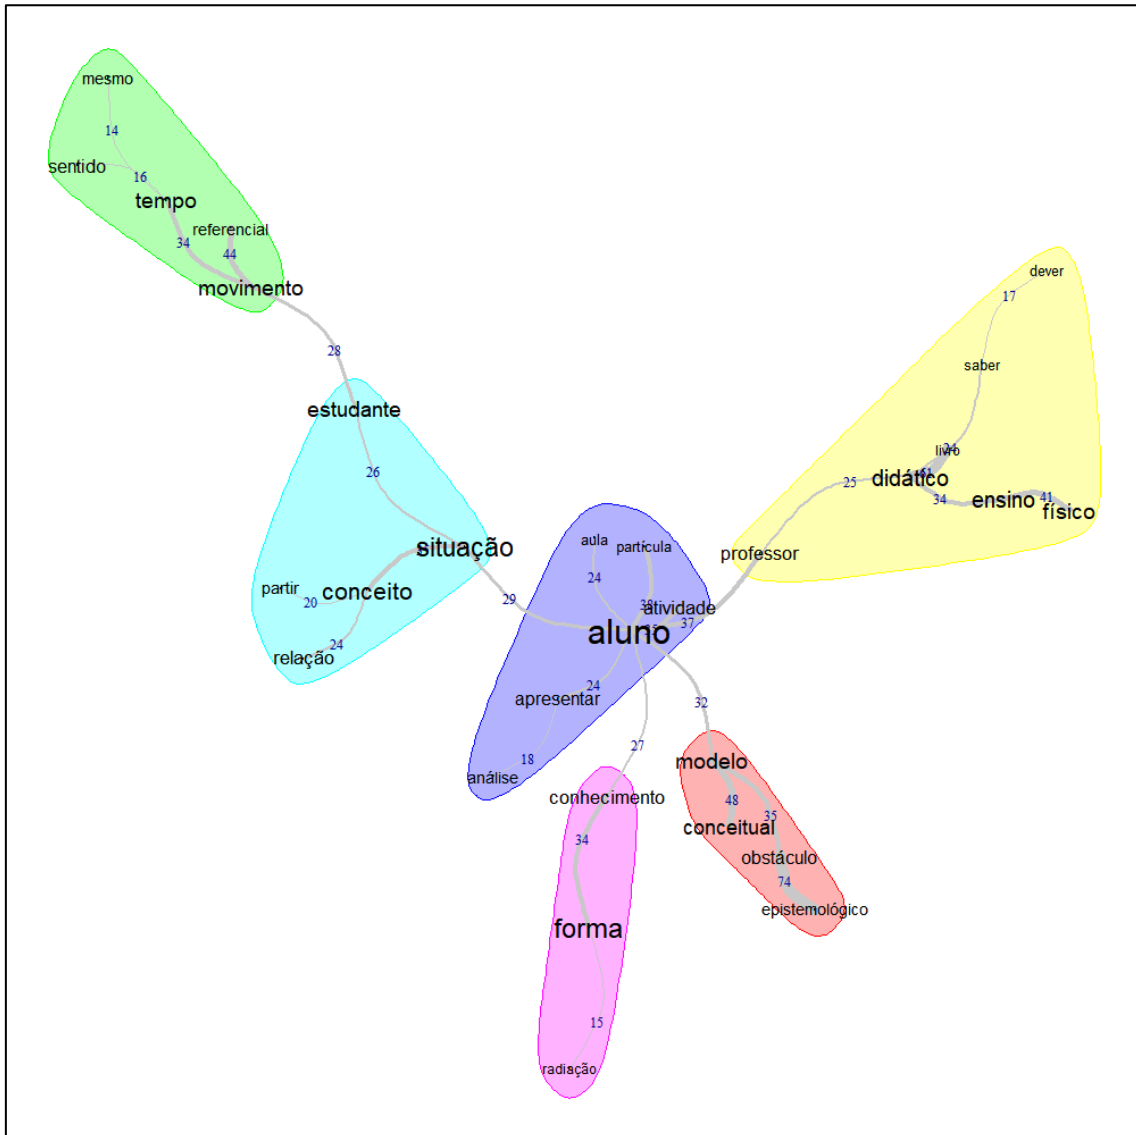 mesmo
14
sentido
16
tempo
referencial
34
44
movimento
28
estudante
26
situação
partir
20
conceito
relação
24
29
dever
17
saber
livro
24
didático
25
34
ensino
41
físico
professor
aula
partícula
24
38
atividade
37
aluno
24
apresentar
18
análise
32
27
modelo
48
35
conceitual
obstáculo
74
epistemológico
conhecimento
34
forma
15
radiação